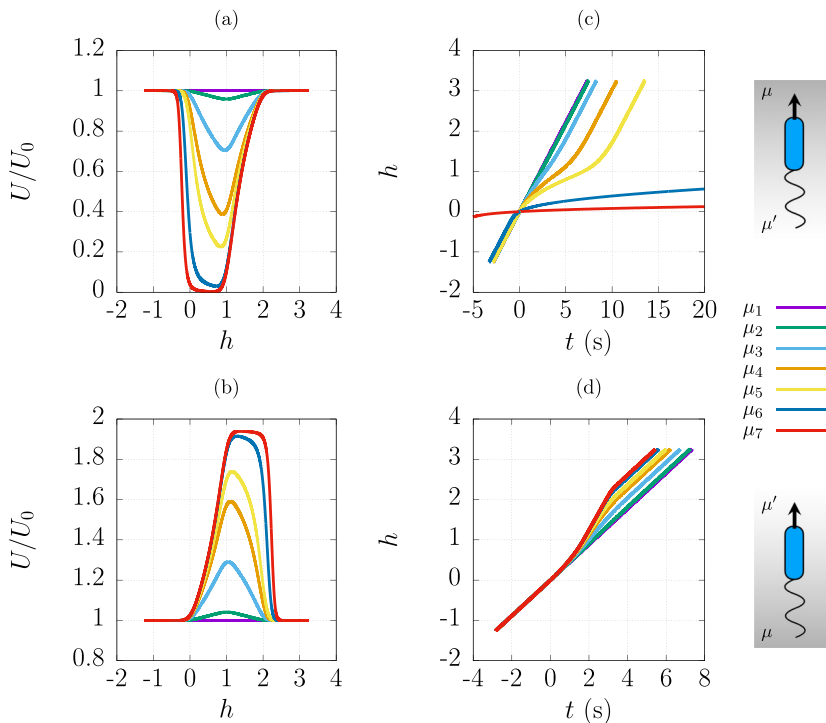 (a)
U/U₀
1.2
1
0.8
0.6
0.4
0.2
0
-2 -1 0 1 2 3 4
h
(c)
h
4
3
2
1
0
-1
-2
-5 0 5 10 15 20
t (s)
μ
μ′
μ₁
μ₂
μ₃
μ₄
μ₅
μ₆
μ₇
(b)
U/U₀
2
1.8
1.6
1.4
1.2
1
0.8
-2 -1 0 1 2 3 4
h
(d)
h
4
3
2
1
0
-1
-2
-4 -2 0 2 4 6 8
t (s)
μ′
μ